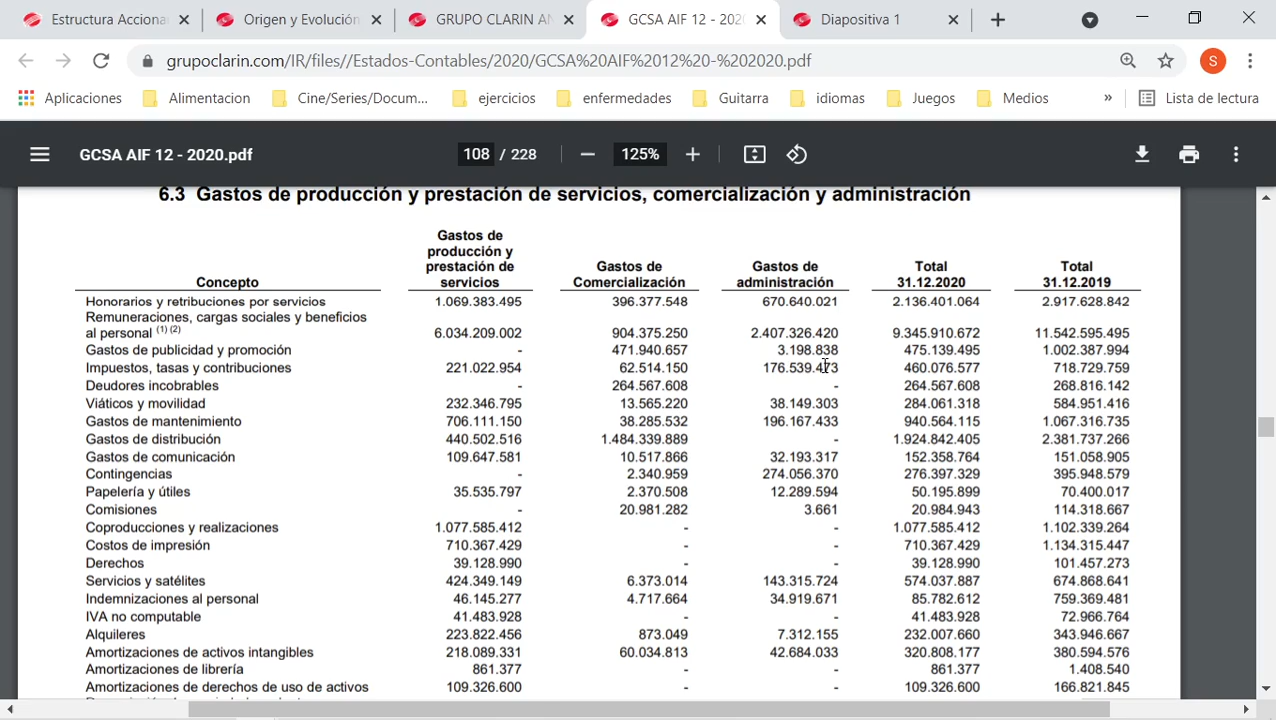 Estructura Acciona
Origen y Evolución
GRUPO CLARIN AN
GCSA AIF 12 - 2020
Diapositiva 1
grupoclarin.com/IR/files//Estados-Contables/2020/GCSA%20AIF%2012%20-%202020.pdf
S
Aplicaciones
Alimentacion
Cine/Series/Docum...
ejercicios
enfermedades
Guitarra
idiomas
Juegos
Medios
»
Lista de lectura
GCSA AIF 12 - 2020.pdf
108 / 228
125%
6.3 Gastos de producción y prestación de servicios, comercialización y administración
Concepto | Gastos de producción y prestación de servicios | Gastos de Comercialización | Gastos de administración | Total 31.12.2020 | Total 31.12.2019
Honorarios y retribuciones por servicios 1.069.383.495 396.377.548 670.640.021 2.136.401.064 2.917.628.842
Remuneraciones, cargas sociales y beneficios
al personal (1) (2) 6.034.209.002 904.375.250 2.407.326.420 9.345.910.672 11.542.595.495
Gastos de publicidad y promoción - 471.940.657 3.198.838 475.139.495 1.002.387.994
Impuestos, tasas y contribuciones 221.022.954 62.514.150 176.539.473 460.076.577 718.729.759
Deudores incobrables - 264.567.608 - 264.567.608 268.816.142
Viáticos y movilidad 232.346.795 13.565.220 38.149.303 284.061.318 584.951.416
Gastos de mantenimiento 706.111.150 38.285.532 196.167.433 940.564.115 1.067.316.735
Gastos de distribución 440.502.516 1.484.339.889 - 1.924.842.405 2.381.737.266
Gastos de comunicación 109.647.581 10.517.866 32.193.317 152.358.764 151.058.905
Contingencias - 2.340.959 274.056.370 276.397.329 395.948.579
Papelería y útiles 35.535.797 2.370.508 12.289.594 50.195.899 70.400.017
Comisiones - 20.981.282 3.661 20.984.943 114.318.667
Coproducciones y realizaciones 1.077.585.412 - - 1.077.585.412 1.102.339.264
Costos de impresión 710.367.429 - - 710.367.429 1.134.315.447
Derechos 39.128.990 - - 39.128.990 101.457.273
Servicios y satélites 424.349.149 6.373.014 143.315.724 574.037.887 674.868.641
Indemnizaciones al personal 46.145.277 4.717.664 34.919.671 85.782.612 759.369.481
IVA no computable 41.483.928 - - 41.483.928 72.966.764
Alquileres 223.822.456 873.049 7.312.155 232.007.660 343.946.667
Amortizaciones de activos intangibles 218.089.331 60.034.813 42.684.033 320.808.177 380.594.576
Amortizaciones de librería 861.377 - - 861.377 1.408.540
Amortizaciones de derechos de uso de activos 109.326.600 - - 109.326.600 166.821.845